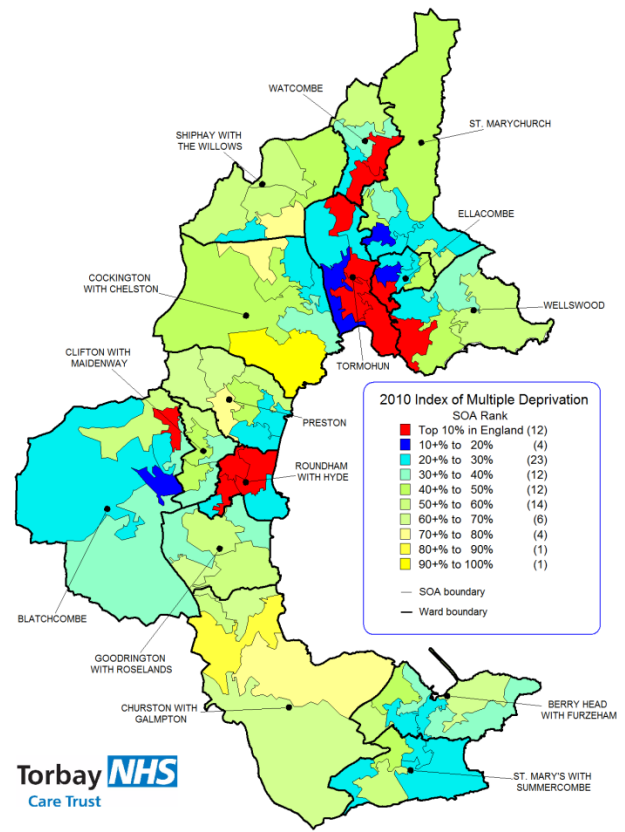 WATCOMBE
ST. MARYCHURCH
SHIPHAY WITH
THE WILLOWS
ELLACOMBE
COCKINGTON
WITH CHELSTON
WELLSWOOD
CLIFTON WITH
MAIDENWAY
TORMOHUN
PRESTON
ROUNDHAM
WITH HYDE
2010 Index of Multiple Deprivation
SOA Rank
Top 10% in England (12)
10+% to 20% (4)
20+% to 30% (23)
30+% to 40% (12)
40+% to 50% (12)
50+% to 60% (14)
60+% to 70% (6)
70+% to 80% (4)
80+% to 90% (1)
90+% to 100% (1)
SOA boundary
Ward boundary
BLATCHCOMBE
GOODRINGTON
WITH ROSELANDS
CHURSTON WITH
GALMPTON
BERRY HEAD
WITH FURZEHAM
ST. MARY'S WITH
SUMMERCOMBE
Torbay NHS
Care Trust